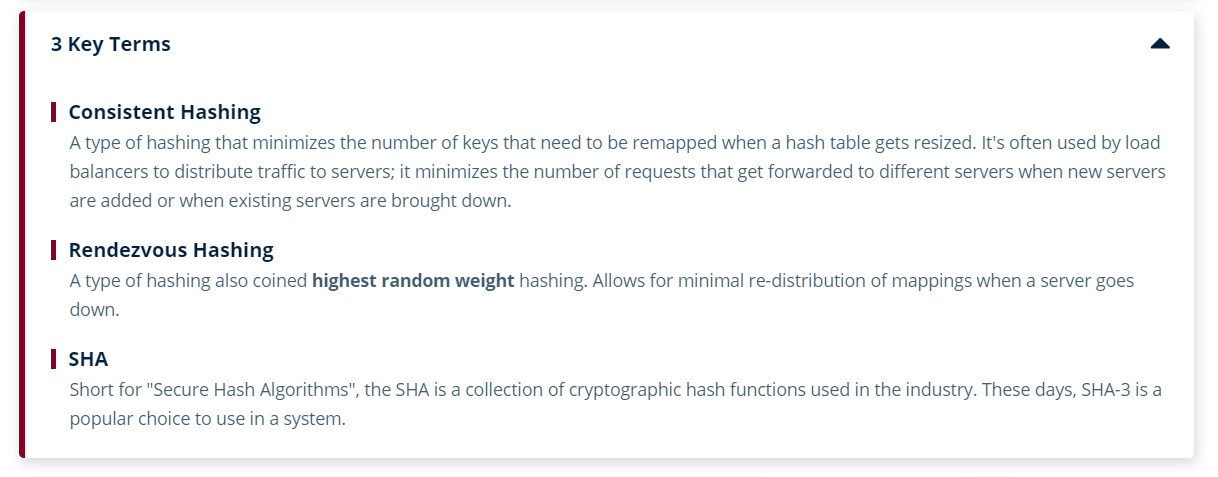 3 Key Terms
Consistent Hashing
A type of hashing that minimizes the number of keys that need to be remapped when a hash table gets resized. It's often used by load
balancers to distribute traffic to servers; it minimizes the number of requests that get forwarded to different servers when new servers
are added or when existing servers are brought down.
Rendezvous Hashing
A type of hashing also coined highest random weight hashing. Allows for minimal re-distribution of mappings when a server goes
down.
SHA
Short for "Secure Hash Algorithms", the SHA is a collection of cryptographic hash functions used in the industry. These days, SHA-3 is a
popular choice to use in a system.